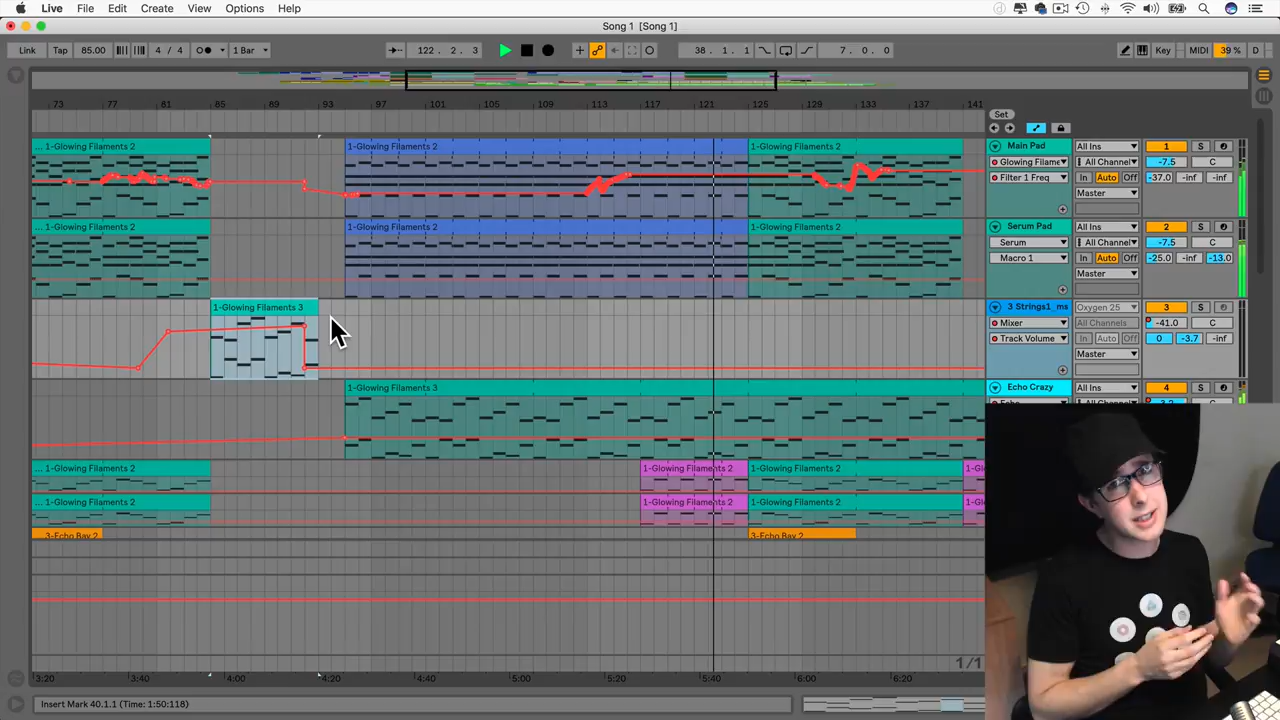 Live File Edit Create View Options Help
Song 1 [Song 1]
Link Tap 85.00 4 / 4 1 Bar 122. 2. 3 38. 1. 1 7. 0. 0 Key MIDI 39 % D
73 77 81 85 89 93 97 101 105 109 113 117 121 125 129 133 137 141
Set
... 1-Glowing Filaments 2 1-Glowing Filaments 2 1-Glowing Filaments 2 Main Pad All Ins 1 S
Glowing Filame All Channel -7.5 C
Filter 1 Freq In Auto Off -37.0 -inf
Master
... 1-Glowing Filaments 2 1-Glowing Filaments 2 1-Glowing Filaments 2 Serum Pad All Ins 2 S
Serum All Channel -7.5 C
Macro 1 In Auto Off -25.0 -13.0
Master
1-Glowing Filaments 3 3 Strings1_ms Oxygen 25 3 S
Mixer All Channels -41.0 C
Track Volume In Auto Off 0 -3.7 -inf
Master
1-Glowing Filaments 3 Echo Crazy All Ins 4 S
... 1-Glowing Filaments 2 1-Glowing Filaments 2 1-Glowing Filaments 2
... 1-Glowing Filaments 2 1-Glowing Filaments 2 1-Glowing Filaments 2
3-Echo Bay 2 3-Echo Bay 2
1/1
3:20 3:40 4:00 4:20 4:40 5:00 5:20 5:40 6:00 6:20
Insert Mark 40.1.1 (Time: 1:50:118)